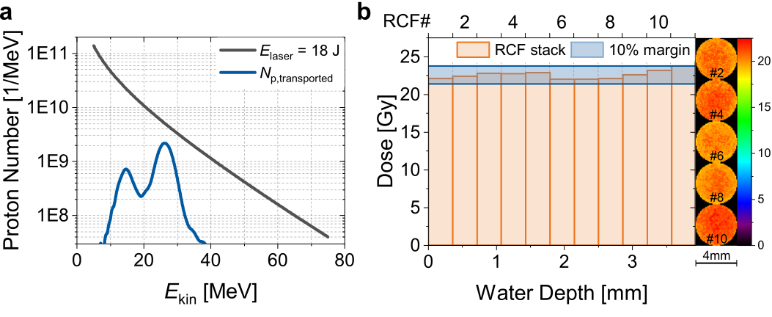 a
Proton Number [1/MeV]
1E11
1E10
1E9
1E8
E_laser = 18 J
N_p,transported
0 20 40 60 80
E_kin [MeV]
b
RCF# 2 4 6 8 10
Dose [Gy]
25
20
15
10
5
0
RCF stack
10% margin
0 1 2 3
Water Depth [mm]
#2
#4
#6
#8
#10
4mm
20
15
10
5
0